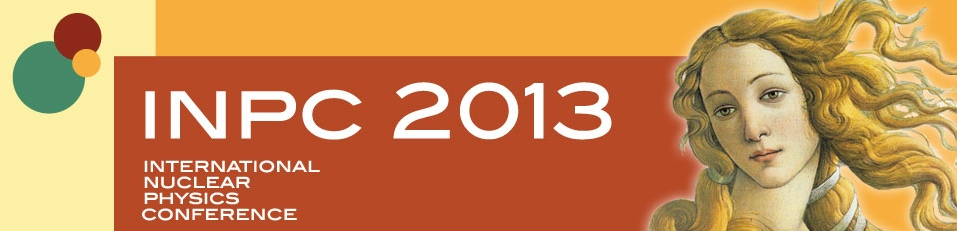 INPC 2013
INTERNATIONAL
NUCLEAR
PHYSICS
CONFERENCE